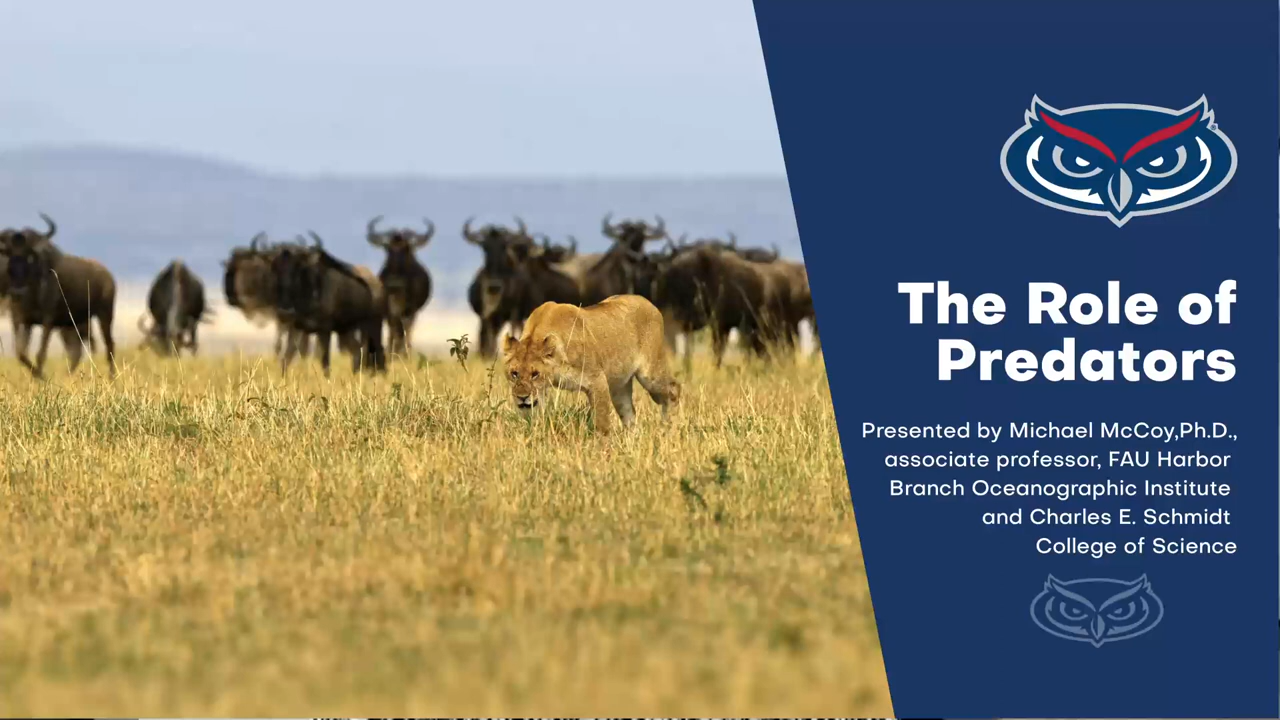 The Role of
Predators
Presented by Michael McCoy,Ph.D.,
associate professor, FAU Harbor
Branch Oceanographic Institute
and Charles E. Schmidt
College of Science